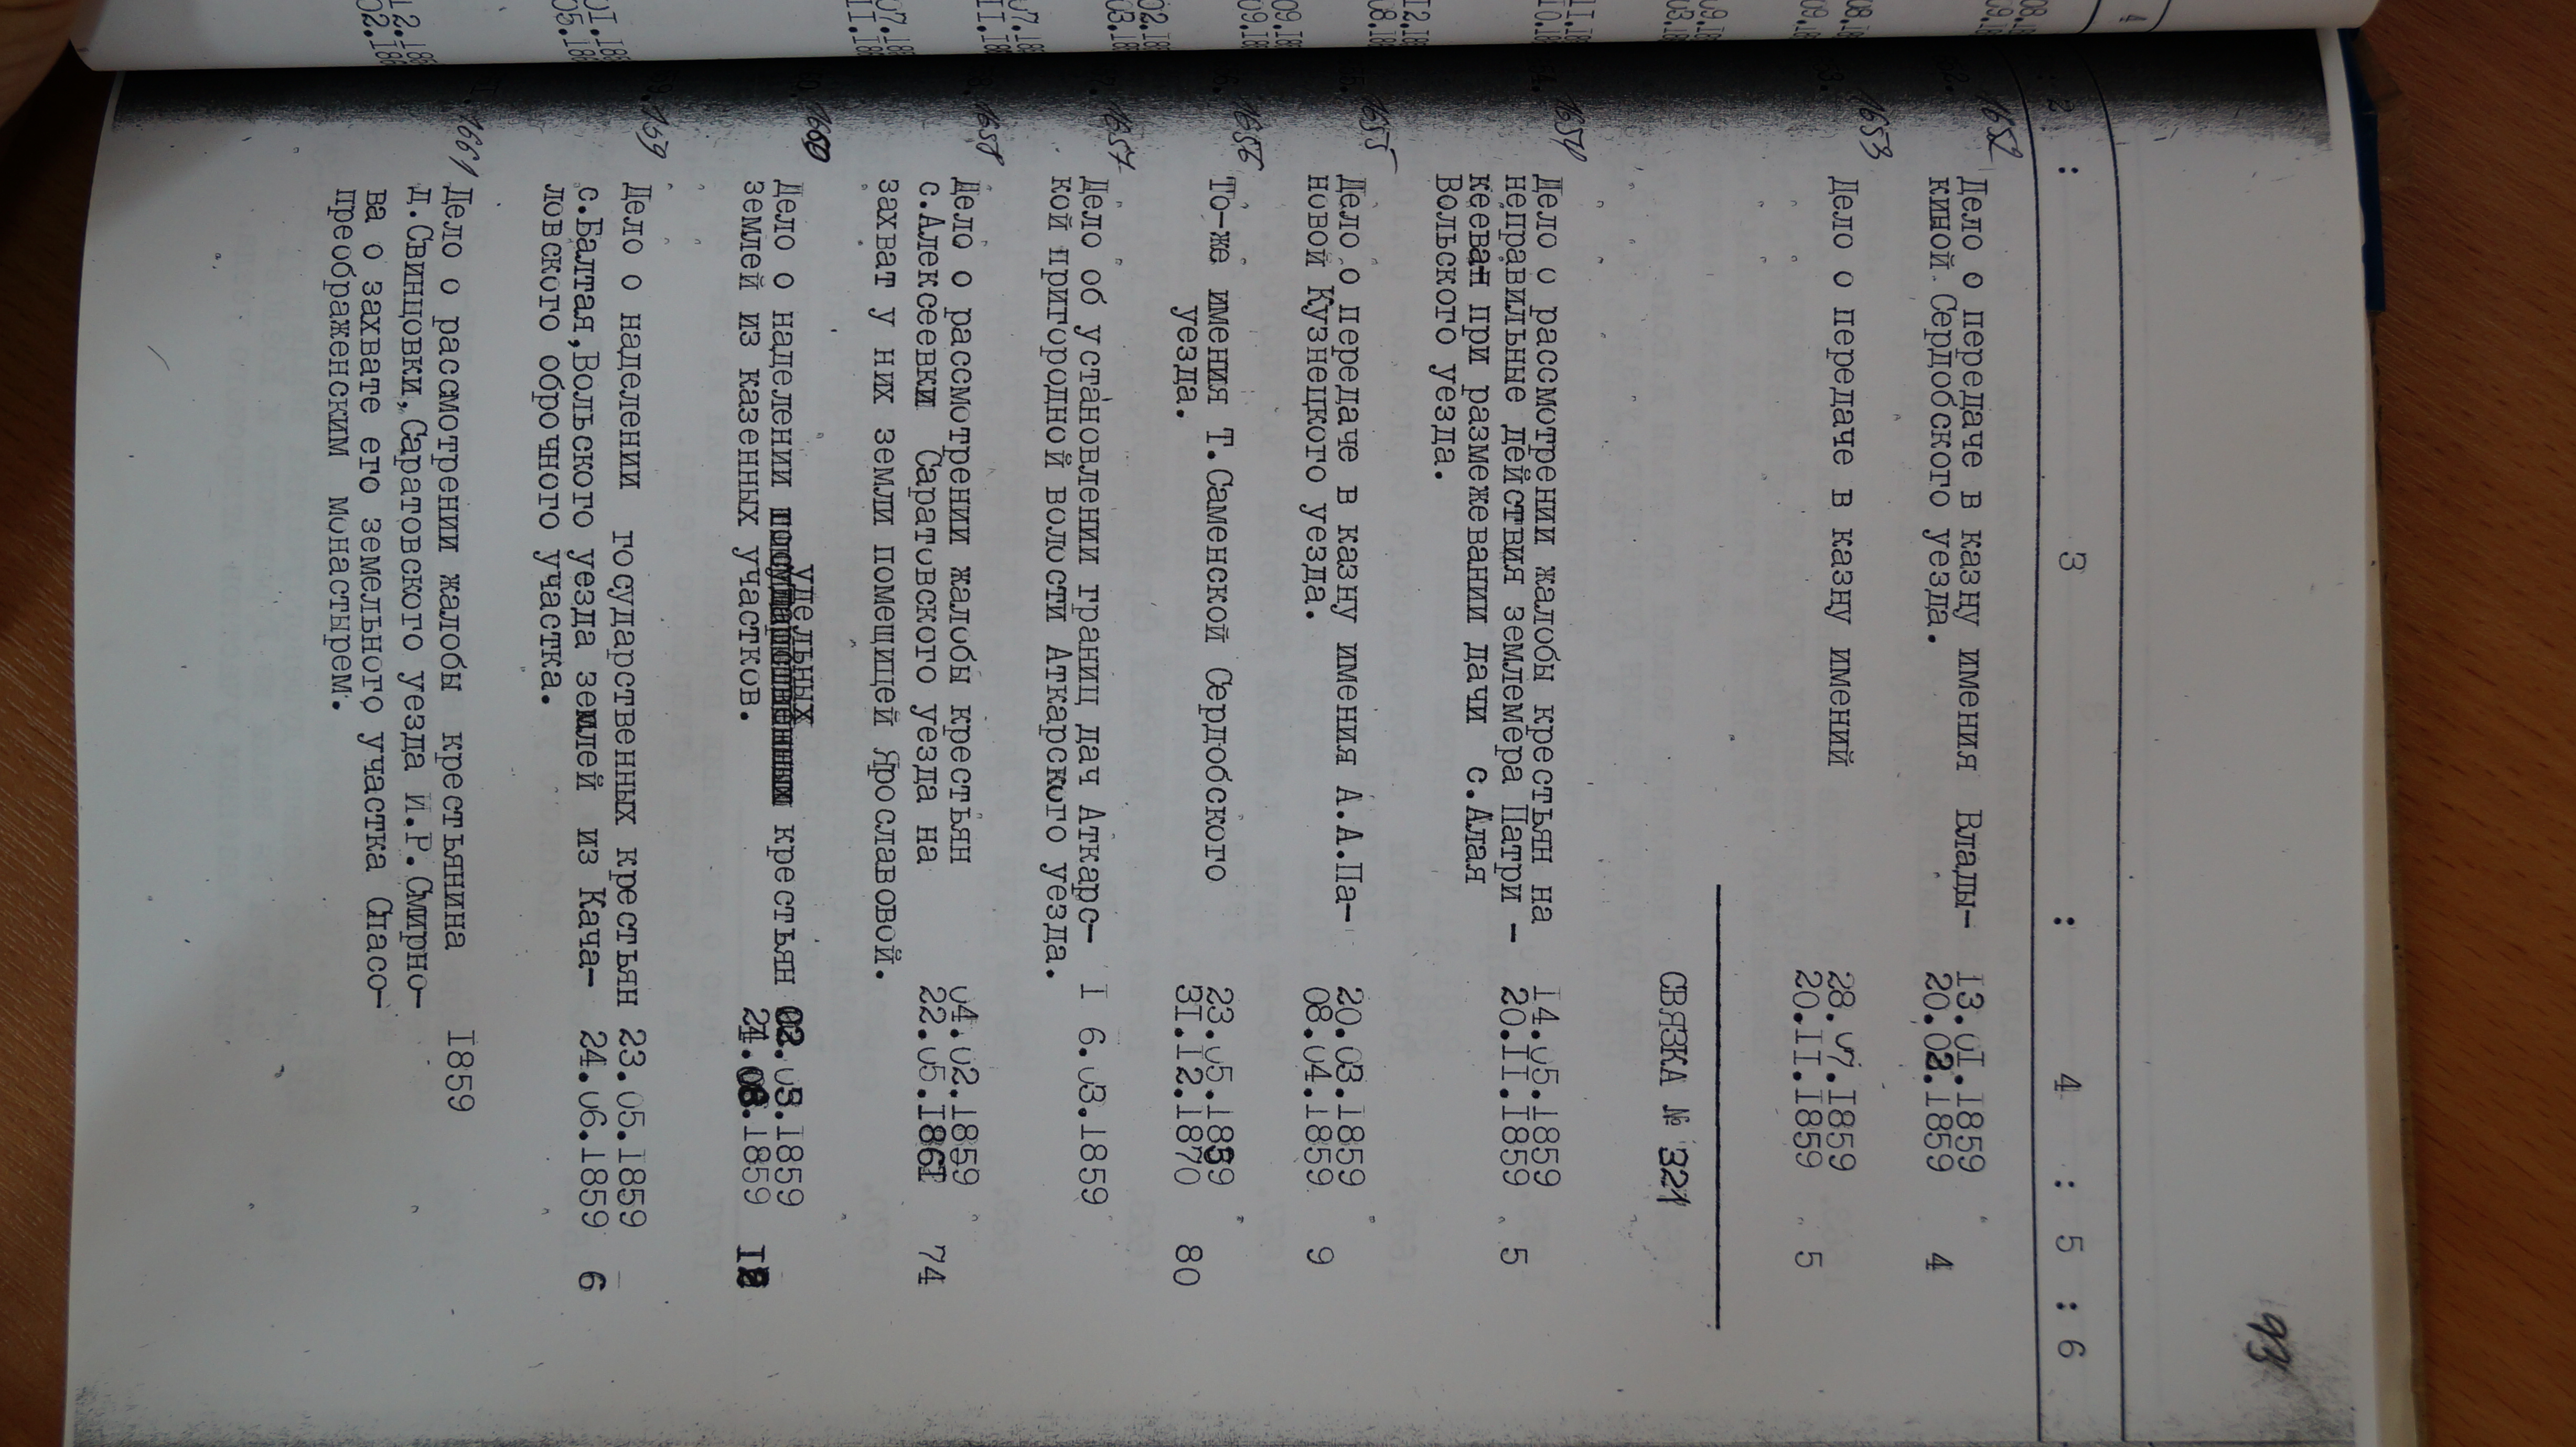 93
: 2 : 3 : 4 : 5 : 6
1652 Дело о передаче в казну имения Влады- 13.01.1859
киной Сердобского уезда. 20.02.1859 4
1653 Дело о передаче в казну имений 28.07.1859
20.II.1859 5
СВЯЗКА № 321
1654 Дело о рассмотрении жалобы крестьян на 14.05.1859
неправильные действия землемера Патри - 20.II.1859 5
кеева при размежевании дачи с.Алая
Вольского уезда.
1655 Дело о передаче в казну имения А.А.Па- 20.03.1859
новой Кузнецкого уезда. 08.04.1859 9
1656 То-же имения Т.Саменской Сердобского 23.05.1859
уезда. 31.12.1870 80
1657 Дело об установлении границ дач Аткарс- I 6.03.1859
кой пригородной волости Аткарского уезда.
1658 Дело о рассмотрении жалобы крестьян 04.02.1859
с.Алексеевки Саратовского уезда на 22.05.1861 74
захват у них земли помещицей Ярославовой.
удельных
1660 Дело о наделении крестьян 02.05.1859
землей из казенных участков.
1659 Дело о наделении государственных крестьян 23.05.1859
с.Балтая,Вольского уезда землей из Кача- 24.06.1859 6
ловского оброчного участка.
1661 Дело о рассмотрении жалобы крестьянина 1859
д.Свинцовки,Саратовского уезда И.Р.Смирно-
ва о захвате его земельного участка Спасо-
преображенским монастырем.